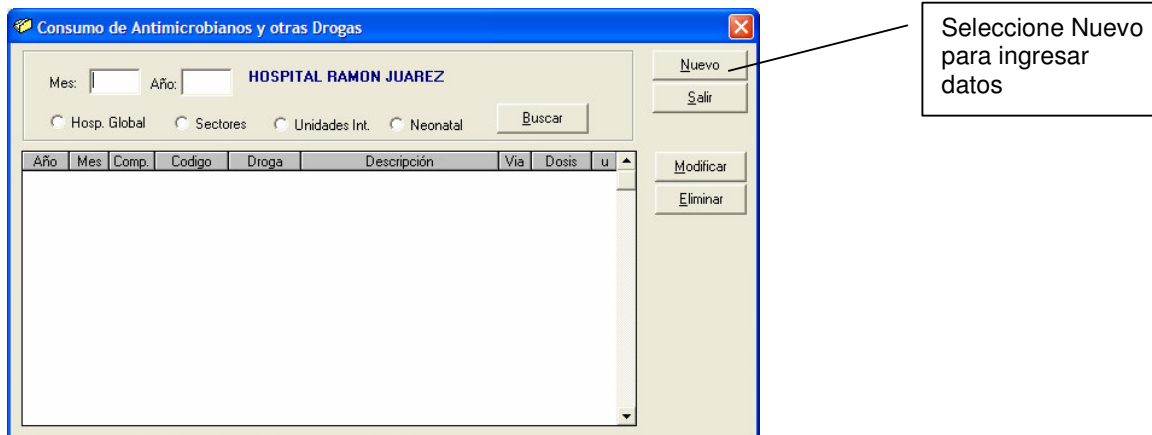 Consumo de Antimicrobianos y otras Drogas
Mes: Año: HOSPITAL RAMON JUAREZ
Hosp. Global Sectores Unidades Int. Neonatal Buscar
Nuevo
Salir
Año Mes Comp. Codigo Droga Descripción Via Dosis u
Modificar
Eliminar
Seleccione Nuevo
para ingresar
datos